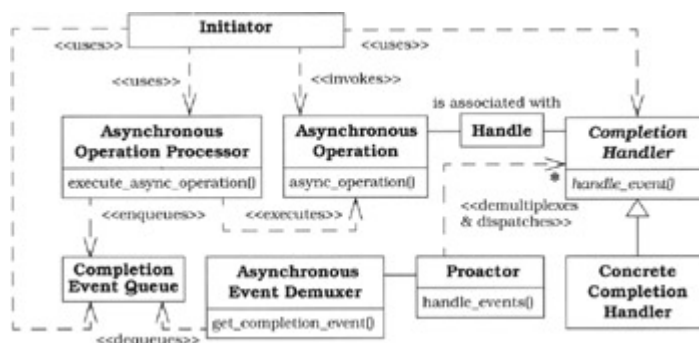 Initiator
<<uses>>
<<uses>>
<<uses>>
<<invokes>>
is associated with
Asynchronous
Operation Processor
execute_async_operation()
Asynchronous
Operation
async_operation()
Handle
Completion
Handler
handle_event()
*
<<enqueues>>
<<executes>>
<<demultiplexes
& dispatches>>
Completion
Event Queue
Asynchronous
Event Demuxer
get_completion_event()
Proactor
handle_events()
Concrete
Completion
Handler
<<dequeues>>